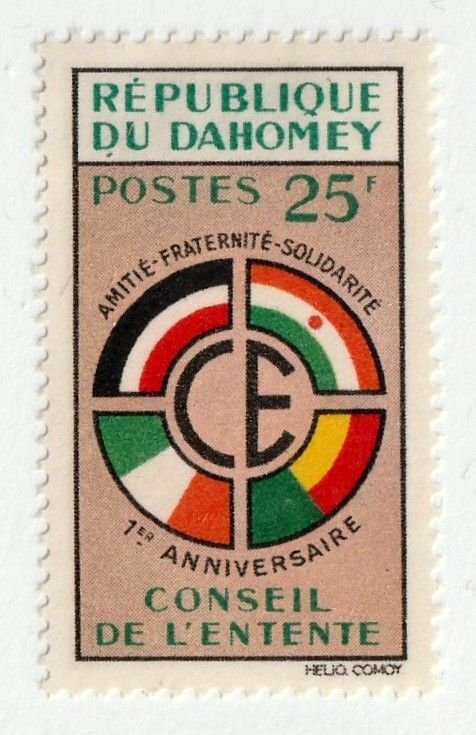 RÉPUBLIQUE
DU DAHOMEY
POSTES 25F
AMITIÉ-FRATERNITÉ-SOLIDARITÉ
CE
1ER ANNIVERSAIRE
CONSEIL
DE L'ENTENTE
HELIO. COMOY